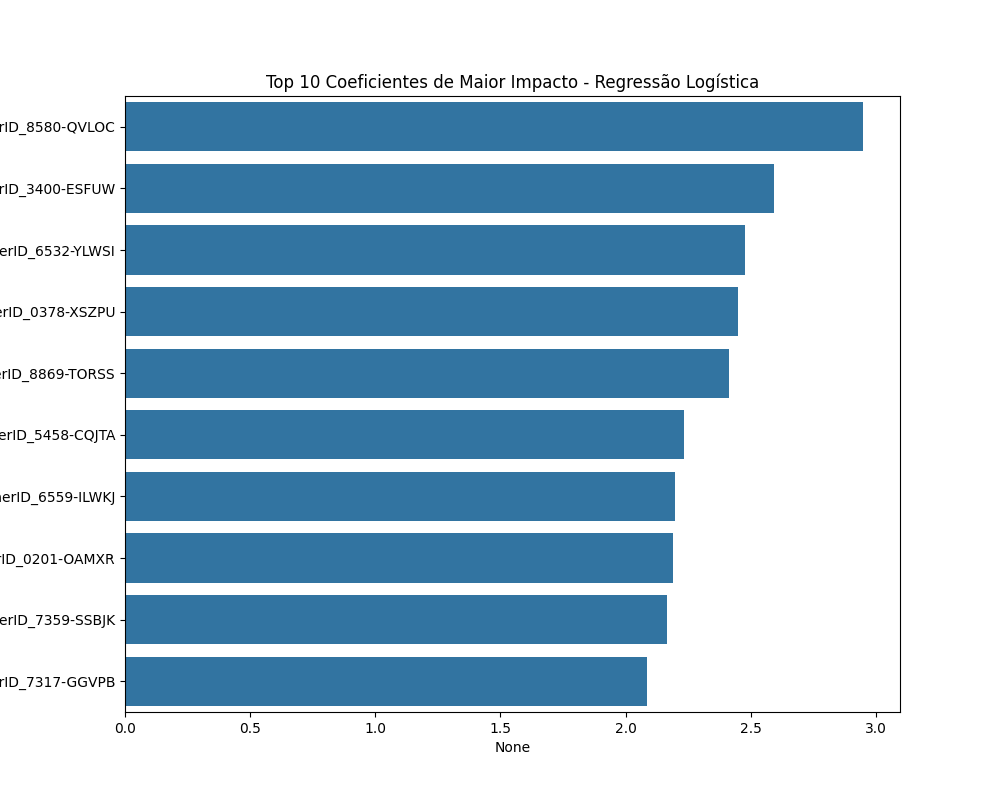 Top 10 Coeficientes de Maior Impacto - Regressão Logística
rID_8580-QVLOC
rID_3400-ESFUW
erID_6532-YLWSI
erID_0378-XSZPU
erID_8869-TORSS
erID_5458-CQJTA
erID_6559-ILWKJ
rID_0201-OAMXR
erID_7359-SSBJK
rID_7317-GGVPB
0.0 0.5 1.0 1.5 2.0 2.5 3.0
None